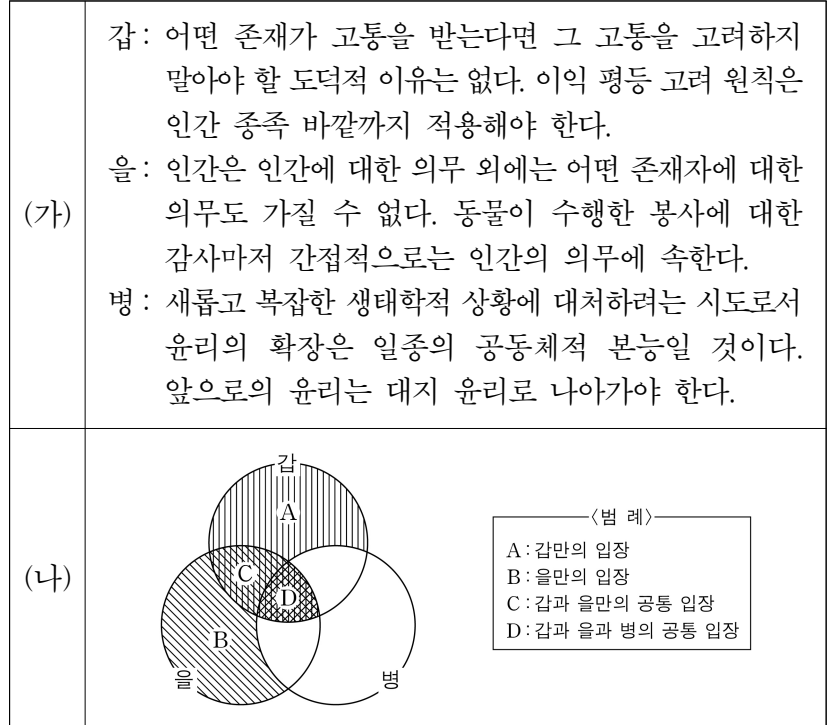 갑: 어떤 존재가 고통을 받는다면 그 고통을 고려하지
말아야 할 도덕적 이유는 없다. 이익 평등 고려 원칙은
인간 종족 바깥까지 적용해야 한다.
을: 인간은 인간에 대한 의무 외에는 어떤 존재자에 대한
(가)
의무도 가질 수 없다. 동물이 수행한 봉사에 대한
감사마저 간접적으로는 인간의 의무에 속한다.
병: 새롭고 복잡한 생태학적 상황에 대처하려는 시도로서
윤리의 확장은 일종의 공동체적 본능일 것이다.
앞으로의 윤리는 대지 윤리로 나아가야 한다.
(나)
갑
A
C
D
B
을
병
〈범 례〉
A: 갑만의 입장
B: 을만의 입장
C: 갑과 을만의 공통 입장
D: 갑과 을과 병의 공통 입장